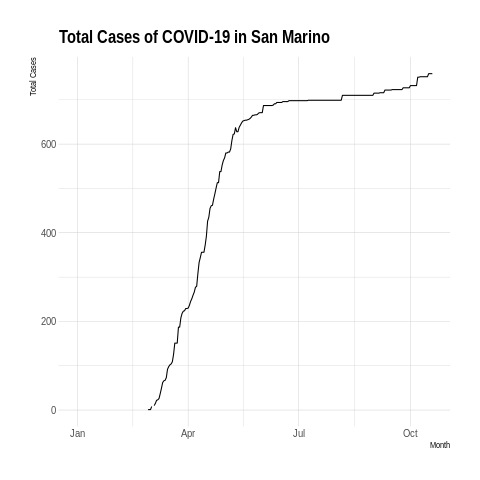 Total Cases of COVID-19 in San Marino
Total Cases
600
400
200
0
Jan Apr Jul Oct
Month